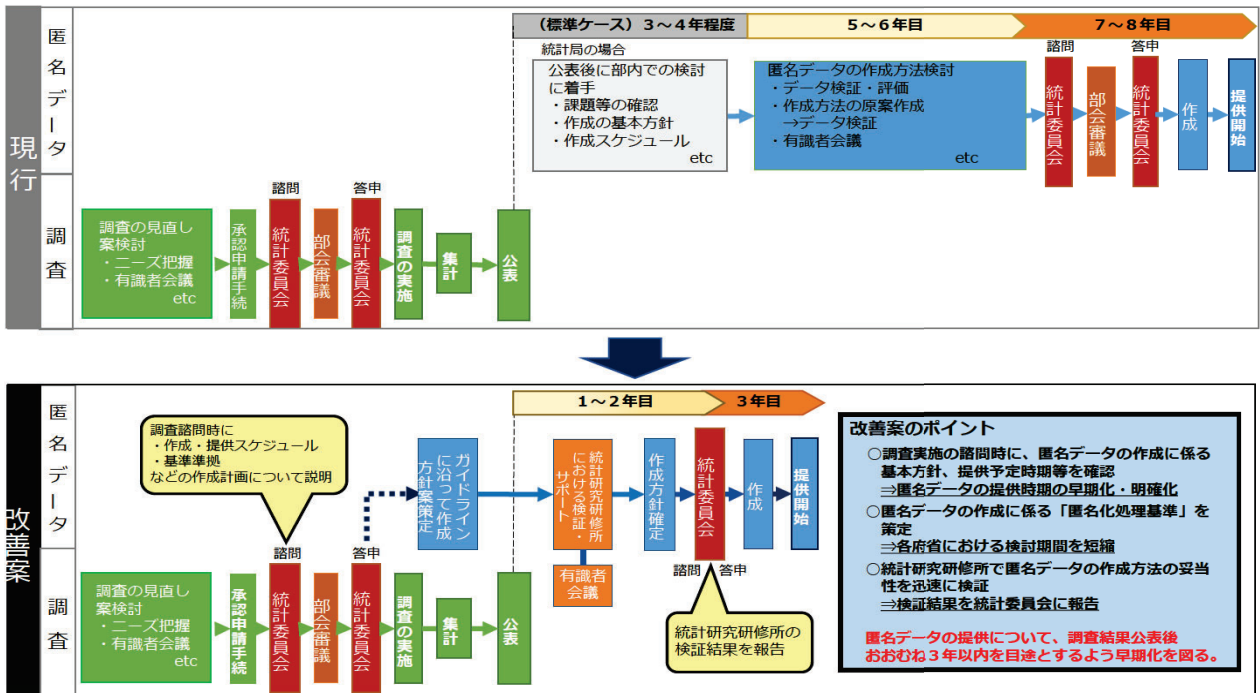 現行
匿名データ
調査
(標準ケース) 3~4年程度
5~6年目
7~8年目
統計局の場合
公表後に部内での検討
に着手
・課題等の確認
・作成の基本方針
・作成スケジュール
etc
匿名データの作成方法検討
・データ検証・評価
・作成方法の原案作成
→データ検証
・有識者会議
etc
諮問
統計委員会
部会審議
答申
統計委員会
作成
提供開始
調査の見直し
案検討
・ニーズ把握
・有識者会議
etc
承認申請手続
諮問
統計委員会
部会審議
答申
統計委員会
調査の実施
集計
公表
改善案
匿名データ
調査
1~2年目
3年目
調査諮問時に
・作成・提供スケジュール
・基準準拠
などの作成計画について説明
ガイドライン
に沿って作成
方針案策定
統計研究研修所
における検証・
サポート
有識者
会議
作成方針確定
統計委員会
諮問 答申
作成
提供開始
統計研究研修所の
検証結果を報告
調査の見直し
案検討
・ニーズ把握
・有識者会議
etc
承認申請手続
諮問
統計委員会
部会審議
答申
統計委員会
調査の実施
集計
公表
改善案のポイント
○調査実施の諮問時に、匿名データの作成に係る
基本方針、提供予定時期等を確認
⇒匿名データの提供時期の早期化・明確化
○匿名データの作成に係る「匿名化処理基準」を
策定
⇒各府省における検討期間を短縮
○統計研究研修所で匿名データの作成方法の妥当
性を迅速に検証
⇒検証結果を統計委員会に報告
匿名データの提供について、調査結果公表後
おおむね3年以内を目途とするよう早期化を図る。